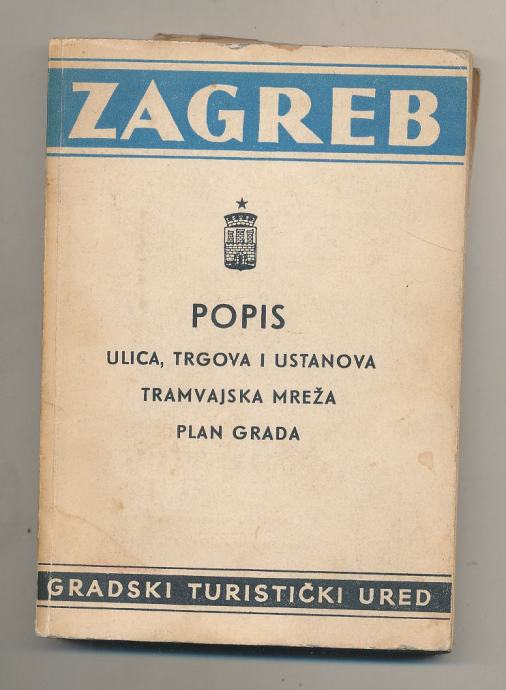 ZAGREB
POPIS
ULICA, TRGOVA I USTANOVA
TRAMVAJSKA MREŽA
PLAN GRADA
GRADSKI TURISTIČKI URED